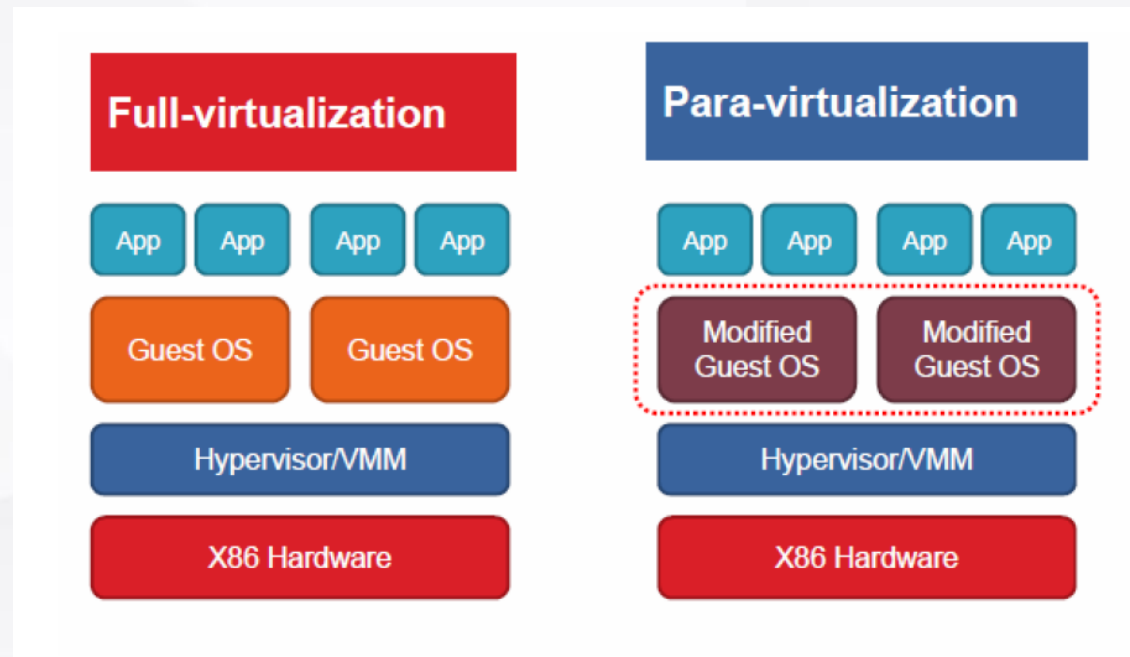 Full-virtualization
App
App
App
App
Guest OS
Guest OS
Hypervisor/VMM
X86 Hardware
Para-virtualization
App
App
App
App
Modified
Guest OS
Modified
Guest OS
Hypervisor/VMM
X86 Hardware